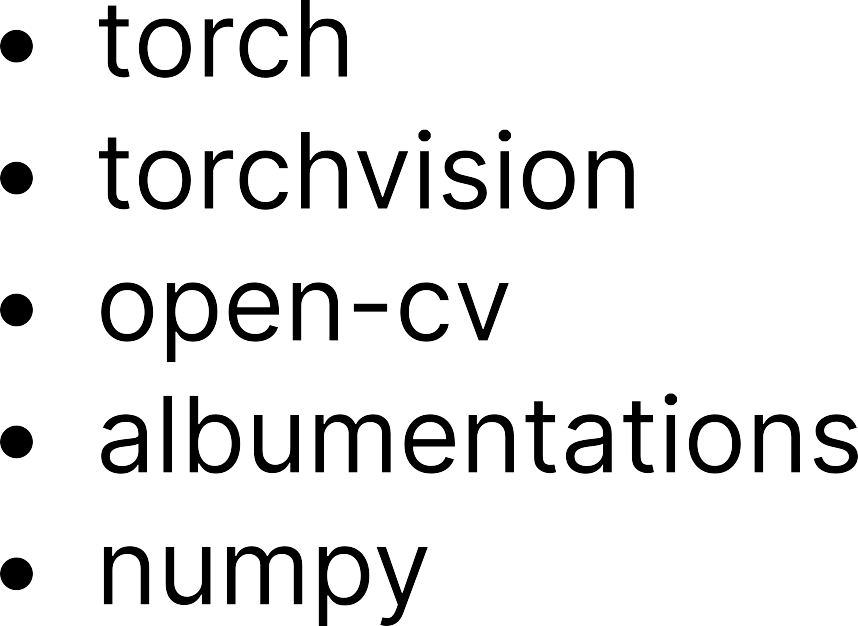 • torch
• torchvision
• open-cv
• albumentations
• numpy